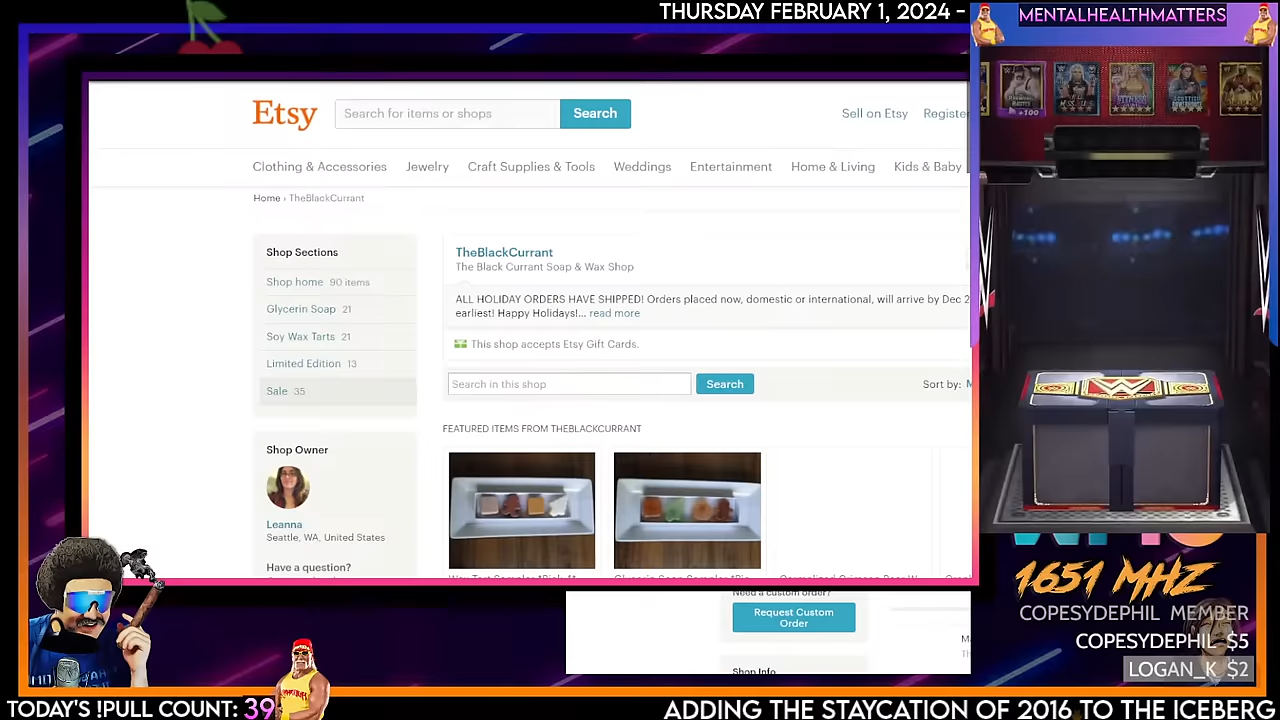 THURSDAY FEBRUARY 1, 2024 -
MENTALHEALTHMATTERS
+100
Etsy
Search for items or shops
Search
Sell on Etsy
Register
Clothing & Accessories
Jewelry
Craft Supplies & Tools
Weddings
Entertainment
Home & Living
Kids & Baby
Home › TheBlackCurrant
Shop Sections
Shop home 90 items
Glycerin Soap 21
Soy Wax Tarts 21
Limited Edition 13
Sale 35
TheBlackCurrant
The Black Currant Soap & Wax Shop
ALL HOLIDAY ORDERS HAVE SHIPPED! Orders placed now, domestic or international, will arrive by Dec 2
earliest! Happy Holidays!... read more
This shop accepts Etsy Gift Cards.
Search in this shop
Search
Sort by:
FEATURED ITEMS FROM THEBLACKCURRANT
Shop Owner
Leanna
Seattle, WA, United States
Have a question?
Need a custom order?
Request Custom
Order
Shop Info
1651 MHZ
COPESYDEPHIL MEMBER
COPESYDEPHIL $5
LOGAN_K $2
TODAY'S !PULL COUNT: 39
ADDING THE STAYCATION OF 2016 TO THE ICEBERG